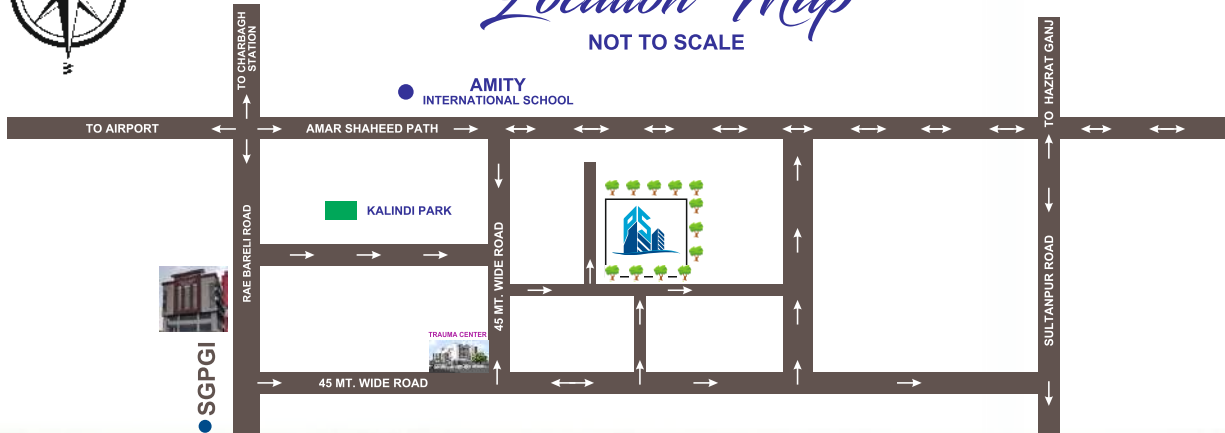 Location Map
NOT TO SCALE
TO CHARBAGH
STATION
TO HAZRAT GANJ
AMITY
INTERNATIONAL SCHOOL
TO AIRPORT
AMAR SHAHEED PATH
KALINDI PARK
RAE BARELI ROAD
45 MT. WIDE ROAD
PS
SULTANPUR ROAD
TRAUMA CENTER
SGPGI
45 MT. WIDE ROAD